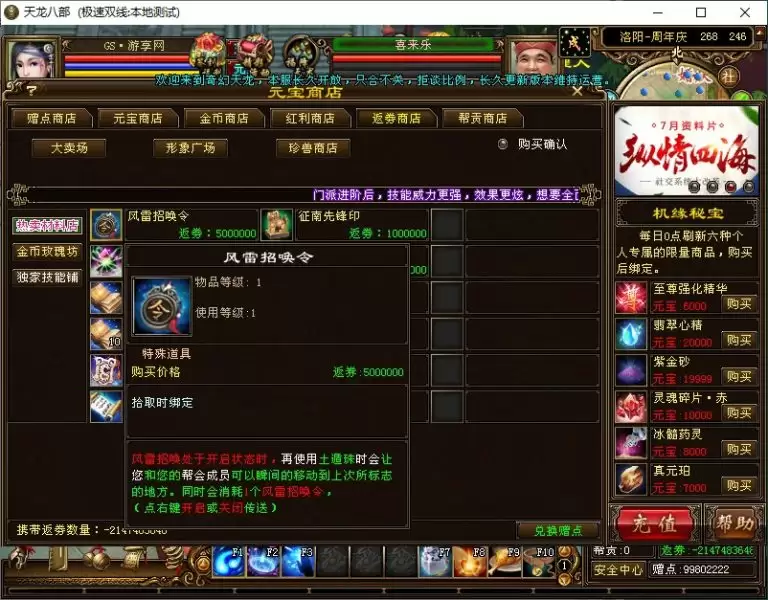 天龙八部 (极速双线:本地测试)
GS·游享网
喜来乐
洛阳-周年庆 268 246
北
社
欢迎来到奇幻天龙，本服长久开放，只合不关，拒谈比例，长久更新版本维持运营。
?
元宝商店
赠点商店
元宝商店
金币商店
红利商店
返券商店
帮贡商店
大卖场
形象广场
珍兽商店
购买确认
门派进阶后，技能威力更强，效果更炫，想要全
热卖材料店
金币玫瑰坊
独家技能铺
风雷招唤令
返券：5000000
征南先锋印
返券：1000000
10
风雷招唤令
物品等级：1
使用等级:1
特殊道具
购买价格
返券:5000000
拾取时绑定
风雷招唤处于开启状态时，再使用土遁珠时会让
您和您的帮会成员可以瞬间的移动到上次所标志
的地方。同时会消耗1个风雷招唤令，
（点右键开启或关闭传送）
携带返券数量：-2147483648
兑换赠点
7月资料片
纵情四海
机缘秘宝
每日0点刷新六种个
人专属的限量商品，购买
后绑定。
至尊强化精华
元宝:6000
购买
翡翠心精
元宝:20000
购买
紫金砂
元宝:19999
购买
灵魂碎片·赤
元宝:10000
购买
冰髓药灵
元宝:8000
购买
真元珀
元宝:7000
购买
充值
帮助
F1 F2 F3 F7 F8 F9 F10
1
帮贡:0
返券:-2147483648
安全中心
赠点:99802222